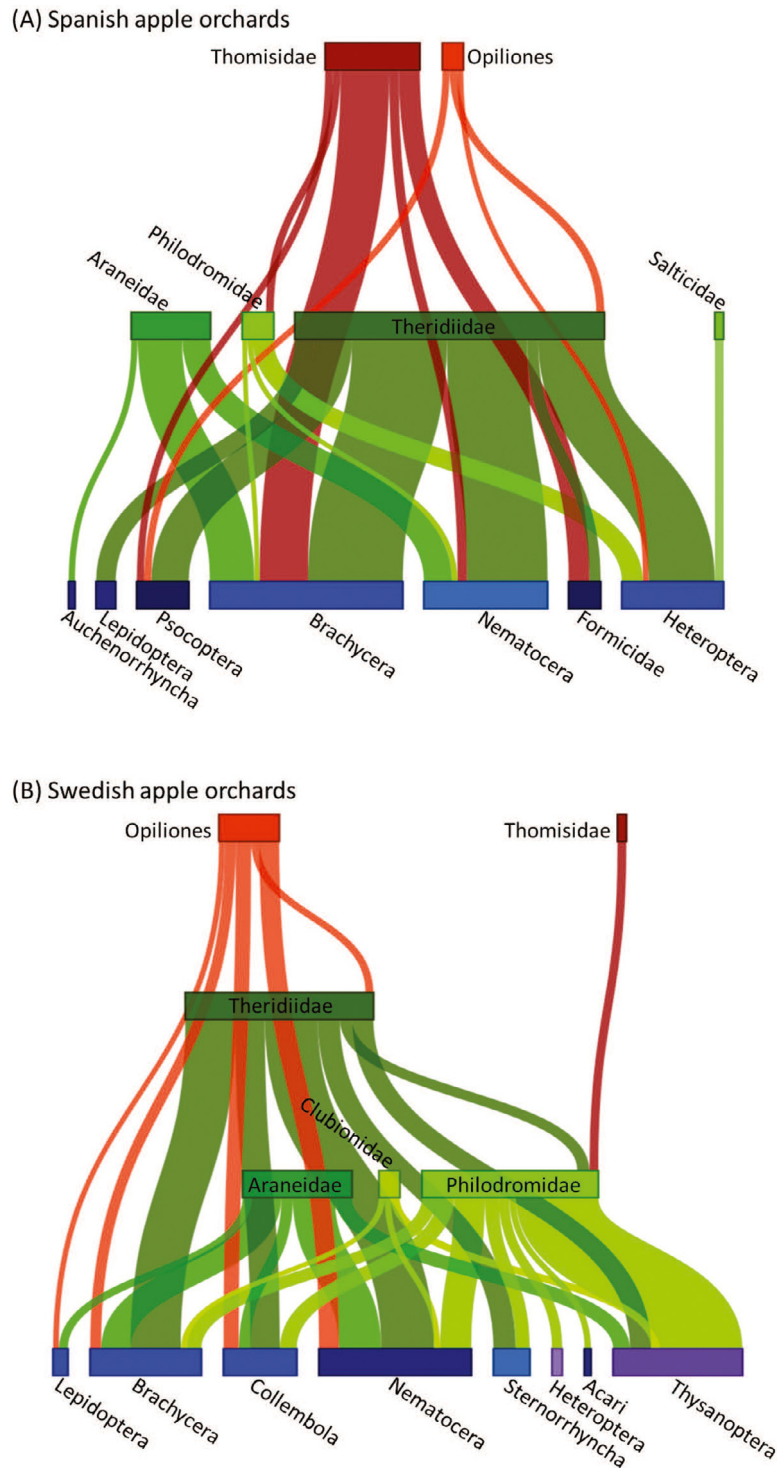 (A) Spanish apple orchards
Thomisidae
Opiliones
Philodromidae
Araneidae
Salticidae
Theridiidae
Auchenorrhyncha
Lepidoptera
Psocoptera
Brachycera
Nematocera
Formicidae
Heteroptera
(B) Swedish apple orchards
Opiliones
Thomisidae
Theridiidae
Clubionidae
Araneidae
Philodromidae
Lepidoptera
Brachycera
Collembola
Nematocera
Sternorrhyncha
Heteroptera
Acari
Thysanoptera